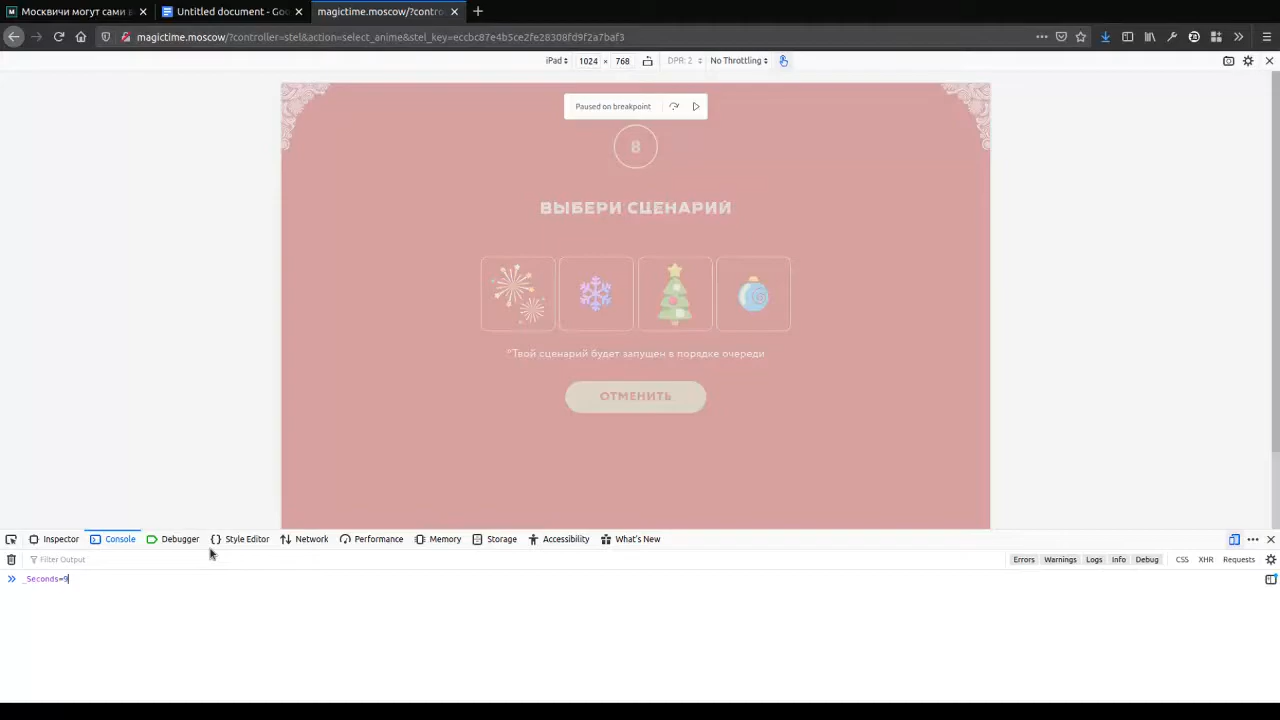 Москвичи могут сами в
Untitled document - Goo
magictime.moscow/?contro
magictime.moscow/?controller=stel&action=select_anime&stel_key=eccbc87e4b5ce2fe28308fd9f2a7baf3
iPad 1024 × 768 DPR: 2 No Throttling
Paused on breakpoint
8
ВЫБЕРИ СЦЕНАРИЙ
*Твой сценарий будет запущен в порядке очереди
ОТМЕНИТЬ
Inspector Console Debugger Style Editor Network Performance Memory Storage Accessibility What's New
Filter Output Errors Warnings Logs Info Debug CSS XHR Requests
_Seconds=9